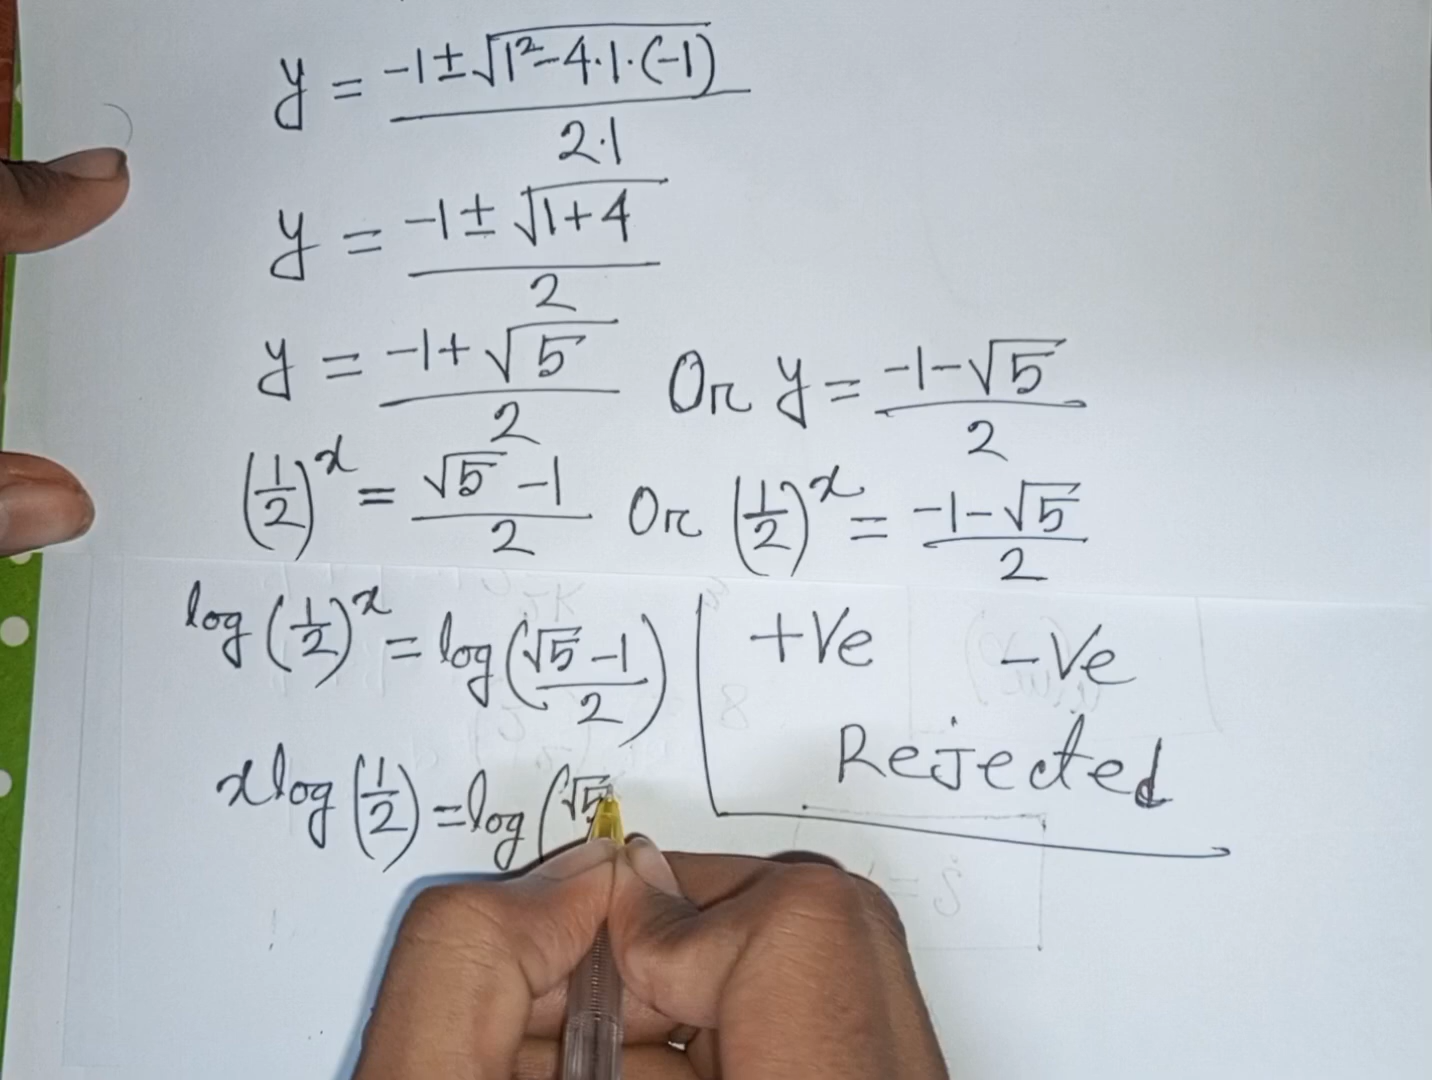 y = (-1 ± √(1² - 4·1·(-1))) / (2·1)
y = (-1 ± √(1+4)) / 2
y = (-1 + √5) / 2 Or y = (-1 - √5) / 2
(1/2)^x = (√5 - 1) / 2 Or (1/2)^x = (-1 - √5) / 2
log(1/2)^x = log((√5 - 1) / 2) +Ve -Ve
Rejected
x log(1/2) = log(√5